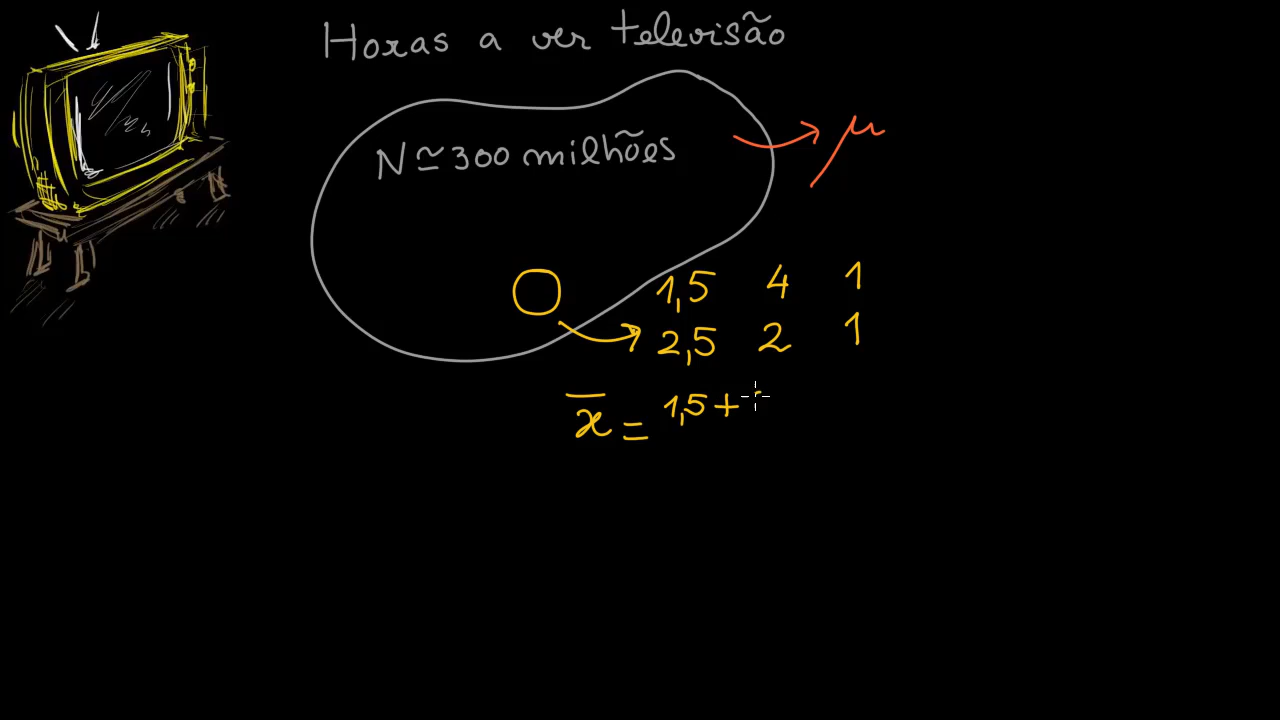 Horas a ver televisão
N ≃ 300 milhões
μ
1,5 4 1
2,5 2 1
x̄ = 1,5 +